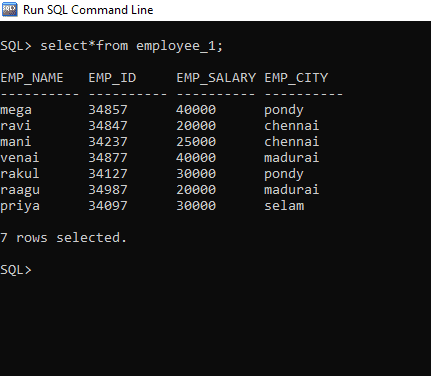 Run SQL Command Line
SQL> select*from employee_1;
EMP_NAME   EMP_ID     EMP_SALARY EMP_CITY
---------- ---------- ---------- ----------
mega       34857      40000      pondy
ravi       34847      20000      chennai
mani       34237      25000      chennai
venai      34877      40000      madurai
rakul      34127      30000      pondy
raagu      34987      20000      madurai
priya      34097      30000      selam
7 rows selected.
SQL>